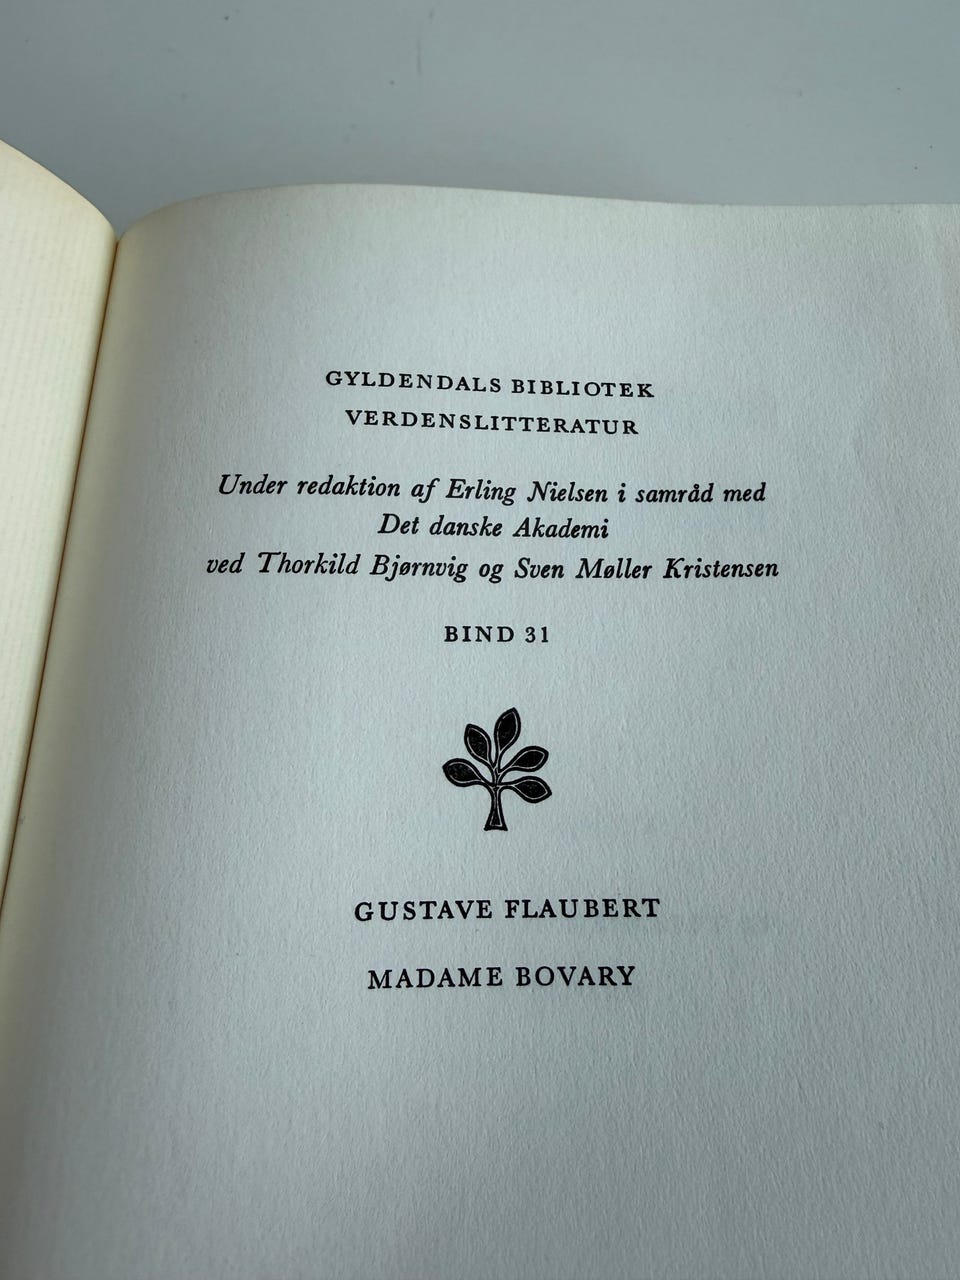 GYLDENDALS BIBLIOTEK
VERDENSLITTERATUR
Under redaktion af Erling Nielsen i samråd med
Det danske Akademi
ved Thorkild Bjørnvig og Sven Møller Kristensen
BIND 31
GUSTAVE FLAUBERT
MADAME BOVARY